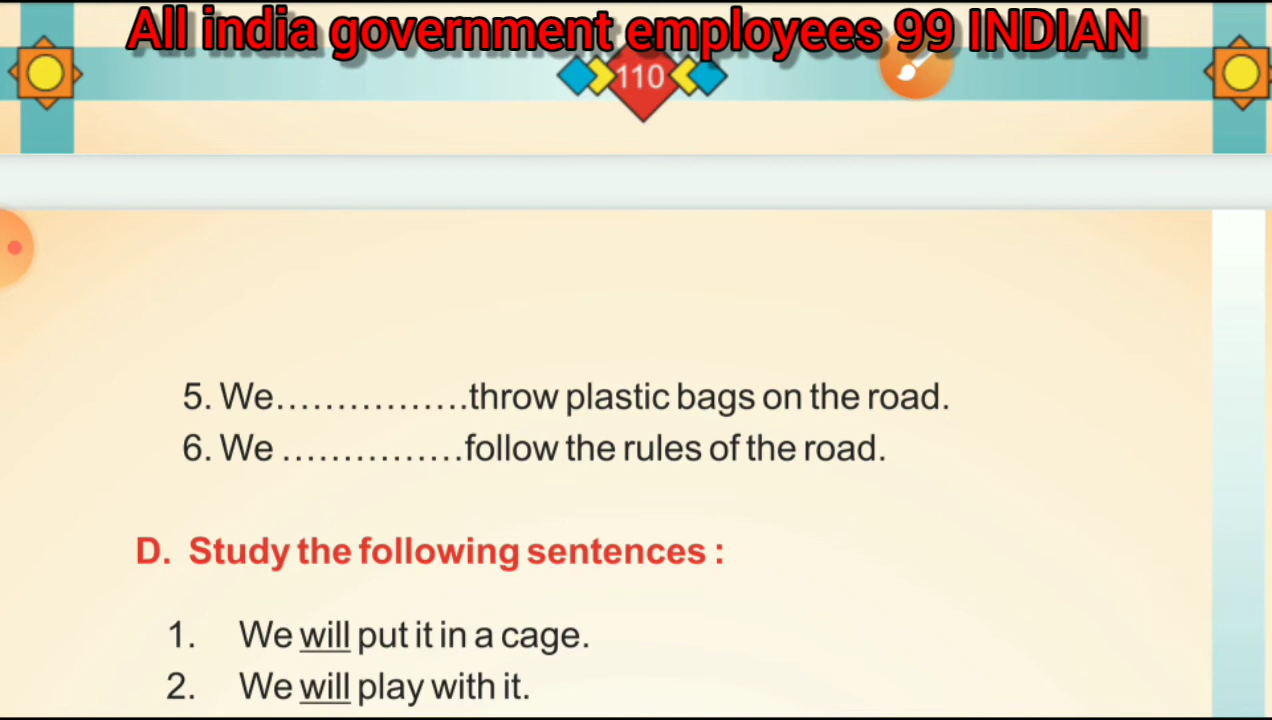 All india government employees 99 INDIAN
110
5. We................throw plastic bags on the road.
6. We ...............follow the rules of the road.
D. Study the following sentences :
1. We will put it in a cage.
2. We will play with it.